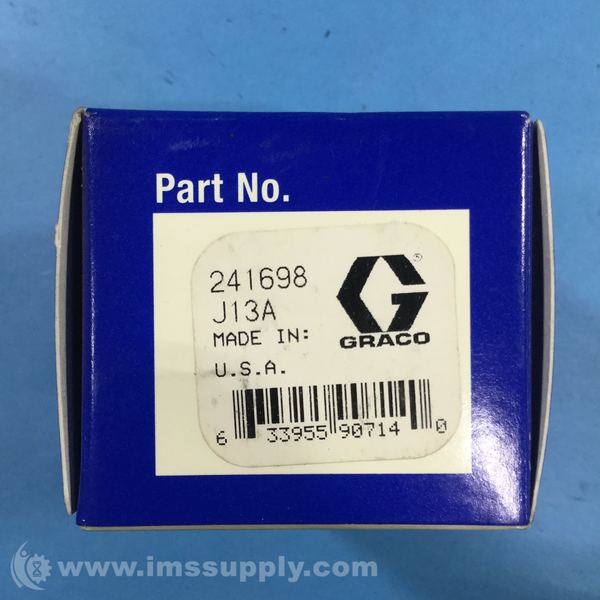 Part No.
241698
J13A
MADE IN:
U.S.A.
®
GRACO
6 33955 90714 0
www.imssupply.com